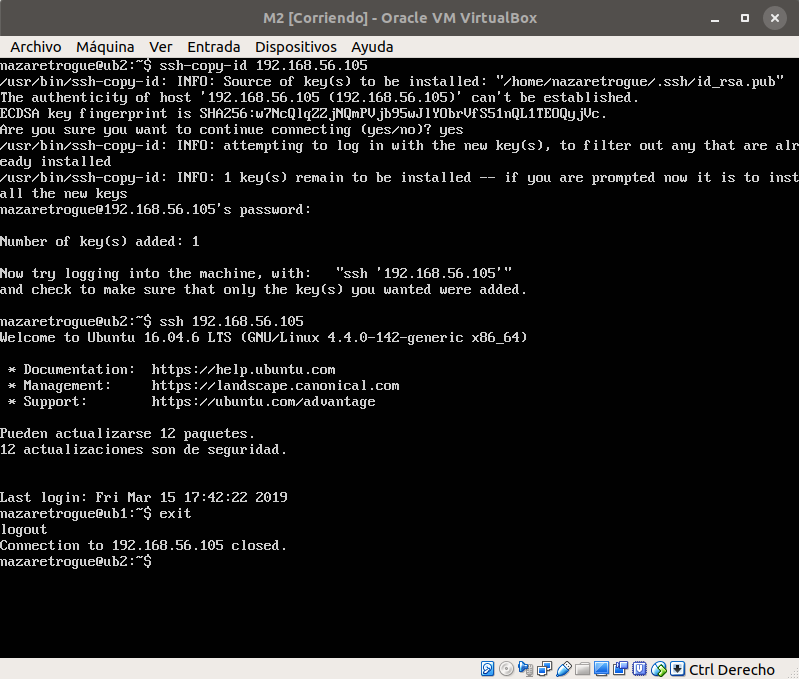 M2 [Corriendo] - Oracle VM VirtualBox
Archivo Máquina Ver Entrada Dispositivos Ayuda
nazaretrogue@ub2:~$ ssh-copy-id 192.168.56.105
/usr/bin/ssh-copy-id: INFO: Source of key(s) to be installed: "/home/nazaretrogue/.ssh/id_rsa.pub"
The authenticity of host '192.168.56.105 (192.168.56.105)' can't be established.
ECDSA key fingerprint is SHA256:w7NcQlqZZjNQmPVjb95wJlYObrVfS51nQL1TEOQyjVc.
Are you sure you want to continue connecting (yes/no)? yes
/usr/bin/ssh-copy-id: INFO: attempting to log in with the new key(s), to filter out any that are alr
eady installed
/usr/bin/ssh-copy-id: INFO: 1 key(s) remain to be installed -- if you are prompted now it is to inst
all the new keys
nazaretrogue@192.168.56.105's password:
Number of key(s) added: 1
Now try logging into the machine, with:   "ssh '192.168.56.105'"
and check to make sure that only the key(s) you wanted were added.
nazaretrogue@ub2:~$ ssh 192.168.56.105
Welcome to Ubuntu 16.04.6 LTS (GNU/Linux 4.4.0-142-generic x86_64)
* Documentation:  https://help.ubuntu.com
* Management:     https://landscape.canonical.com
* Support:        https://ubuntu.com/advantage
Pueden actualizarse 12 paquetes.
12 actualizaciones son de seguridad.
Last login: Fri Mar 15 17:42:22 2019
nazaretrogue@ub1:~$ exit
logout
Connection to 192.168.56.105 closed.
nazaretrogue@ub2:~$
Ctrl Derecho